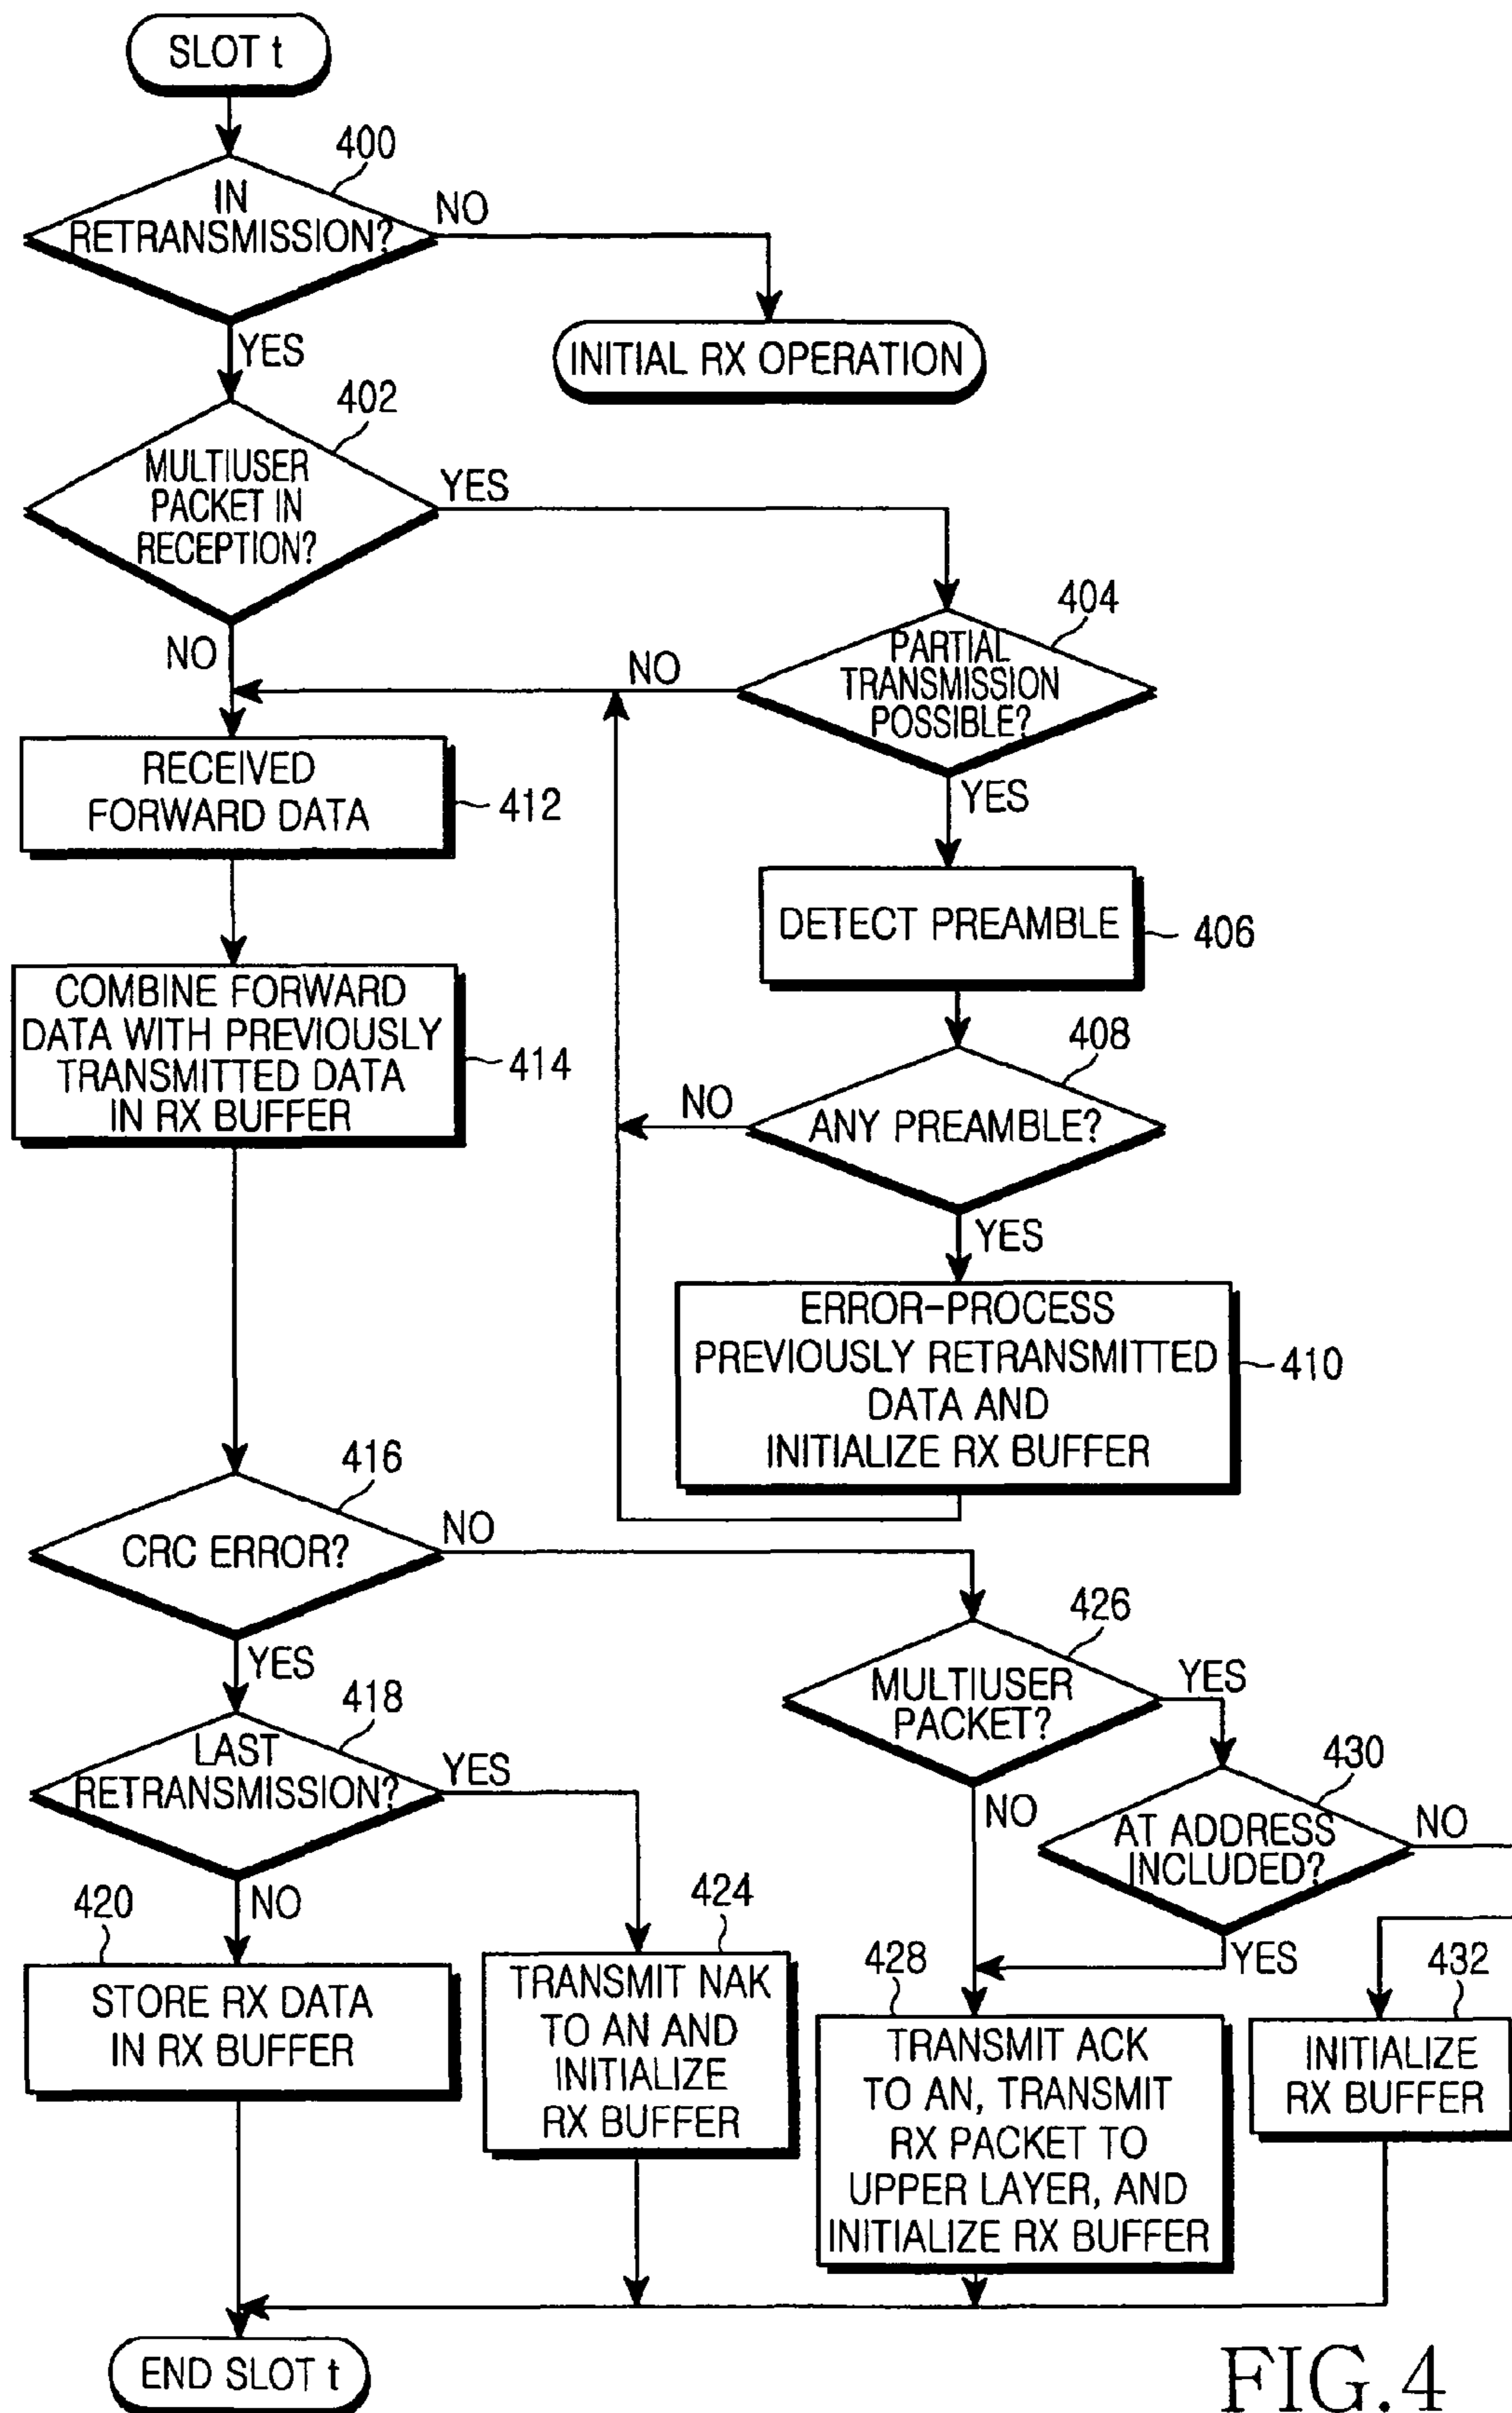 SLOT t
400
IN
RETRANSMISSION?
NO
YES
INITIAL RX OPERATION
402
MULTIUSER
PACKET IN
RECEPTION?
YES
NO
404
PARTIAL
TRANSMISSION
POSSIBLE?
NO
YES
RECEIVED
FORWARD DATA
412
DETECT PREAMBLE
406
COMBINE FORWARD
DATA WITH PREVIOUSLY
TRANSMITTED DATA
IN RX BUFFER
414
408
ANY PREAMBLE?
NO
YES
ERROR-PROCESS
PREVIOUSLY RETRANSMITTED
DATA AND
INITIALIZE RX BUFFER
410
416
CRC ERROR?
NO
YES
426
MULTIUSER
PACKET?
YES
NO
418
LAST
RETRANSMISSION?
YES
NO
430
AT ADDRESS
INCLUDED?
NO
YES
420
STORE RX DATA
IN RX BUFFER
424
TRANSMIT NAK
TO AN AND
INITIALIZE
RX BUFFER
428
TRANSMIT ACK
TO AN, TRANSMIT
RX PACKET TO
UPPER LAYER, AND
INITIALIZE RX BUFFER
432
INITIALIZE
RX BUFFER
END SLOT t
FIG.4